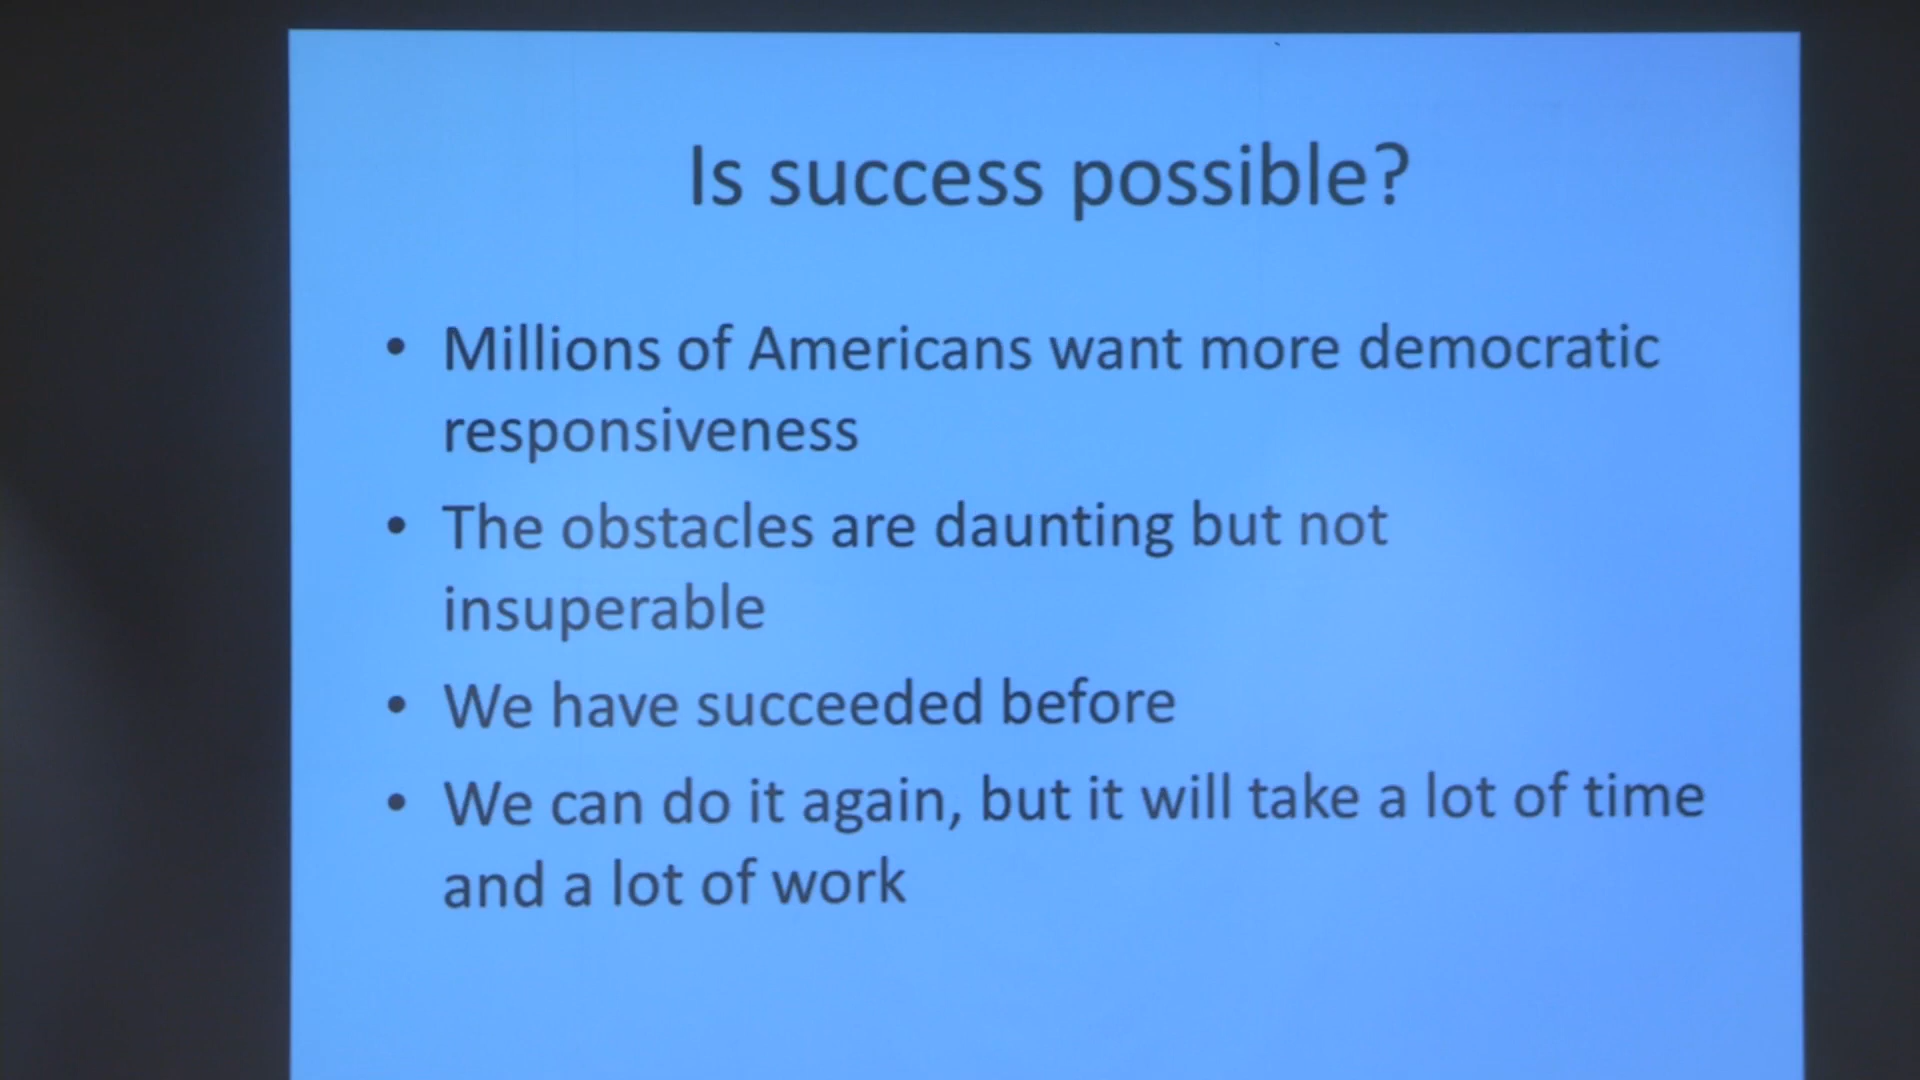 Is success possible?
• Millions of Americans want more democratic
responsiveness
• The obstacles are daunting but not
insuperable
• We have succeeded before
• We can do it again, but it will take a lot of time
and a lot of work